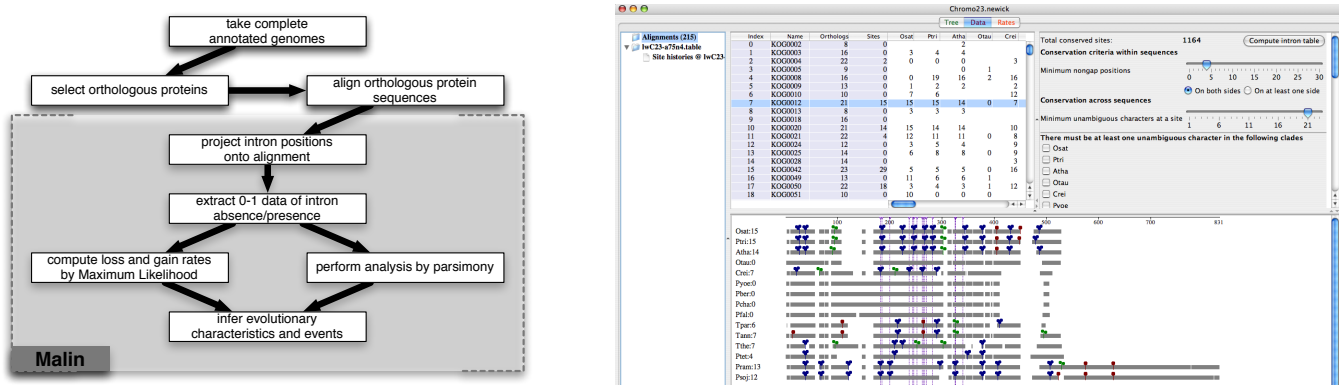 take complete
annotated genomes
select orthologous proteins
align orthologous protein
sequences
project intron positions
onto alignment
extract 0-1 data of intron
absence/presence
compute loss and gain rates
by Maximum Likelihood
perform analysis by parsimony
infer evolutionary
characteristics and events
Malin
Chromo23.newick
Tree Data Rates
Alignments (215)
lwC23-a75n4.table
Site histories @ lwC23-
Index Name Orthologs Sites Osat Ptri Atha Otau Crei
0 KOG0002 8 0 2
1 KOG0003 16 0 3 4 4
2 KOG0004 22 2 0 0 0 3
3 KOG0005 9 0 0 1
4 KOG0008 16 0 0 19 16 2 16
5 KOG0009 13 0 1 2 2 2
6 KOG0010 10 0 7 6 12
7 KOG0012 21 15 15 15 14 0 7
8 KOG0013 8 0 3 3 3
9 KOG0018 16 0
10 KOG0020 21 14 15 14 14 10
11 KOG0021 22 4 12 11 11 0 8
12 KOG0024 12 0 3 5 4 9
13 KOG0025 14 0 6 8 8 0 9
14 KOG0028 14 0 3
15 KOG0042 23 29 5 5 5 0 16
16 KOG0049 13 0 11 6 6 1
17 KOG0050 22 18 3 4 3 1 12
18 KOG0051 10 0 10 0 0 0
Total conserved sites: 1164 Compute intron table
Conservation criteria within sequences
Minimum nongap positions
0 5 10 15 20 25 30
On both sides On at least one side
Conservation across sequences
Minimum unambiguous characters at a site
1 6 11 16 21
There must be at least one unambiguous character in the following clades
Osat
Ptri
Atha
Otau
Crei
Pyoe
100 200 300 400 500 600 700 831
Osat:15
Ptri:15
Atha:14
Otau:0
Crei:7
Pyoe:0
Pber:0
Pcha:0
Pfal:0
Tpar:6
Tann:7
Tthe:7
Ptet:4
Pram:13
Psoj:12